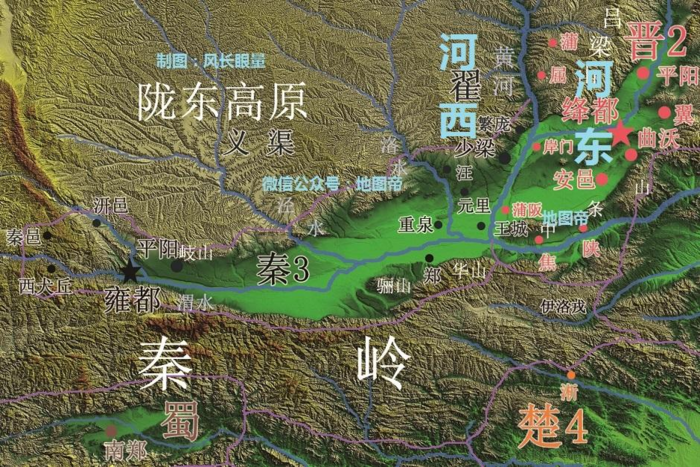 吕梁
晋2
蒲
制图：风长眼量
河西
黄河
屈
河东
平阳
陇东高原
翟
绛都
翼
繁庞
曲沃
义渠
洛水
少梁
岸门
汪
安邑
微信公众号：地图帝
泾水
元里
蒲阪
地图帝
中条山
汧邑
重泉
王城
秦邑
平阳
岐山
焦
陕
秦3
郑
华山
西犬丘
雍都
渭水
骊山
伊洛戎
秦岭
淅
蜀
楚4
南郑